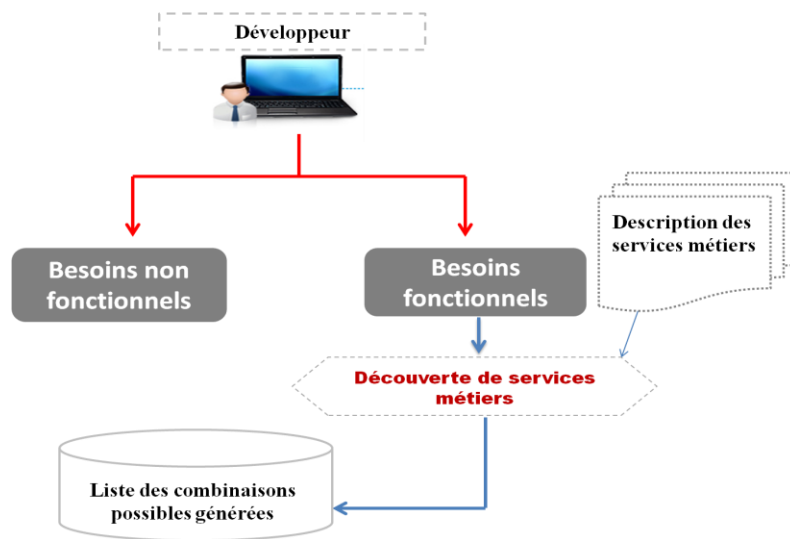 Développeur
Description des
services métiers
Besoins non
fonctionnels
Besoins
fonctionnels
Découverte de services
métiers
Liste des combinaisons
possibles générées